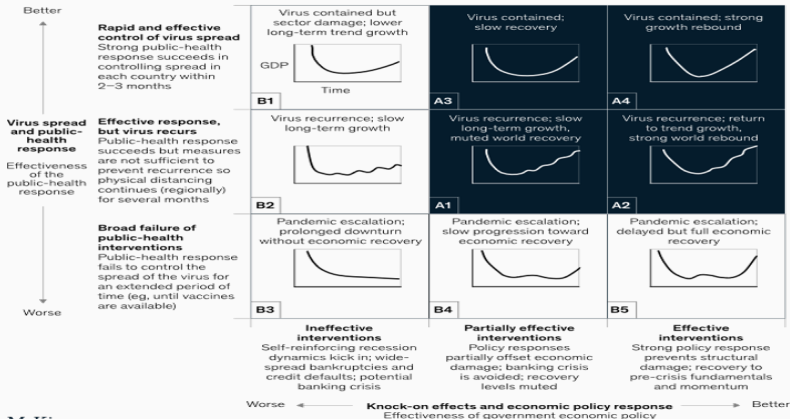 Better
Virus spread
and public-
health
response
Effectiveness
of the
public-health
response
Worse
Rapid and effective
control of virus spread
Strong public-health
response succeeds in
controlling spread in
each country within
2–3 months
Virus contained but
sector damage; lower
long-term trend growth
GDP
Time
B1
Virus contained;
slow recovery
A3
Virus contained; strong
growth rebound
A4
Effective response,
but virus recurs
Public-health response
succeeds but measures
are not sufficient to
prevent recurrence so
physical distancing
continues (regionally)
for several months
Virus recurrence; slow
long-term growth
B2
Virus recurrence; slow
long-term growth,
muted world recovery
A1
Virus recurrence; return
to trend growth,
strong world rebound
A2
Broad failure of
public-health
interventions
Public-health response
fails to control the
spread of the virus for
an extended period of
time (eg, until vaccines
are available)
Pandemic escalation;
prolonged downturn
without economic recovery
B3
Pandemic escalation;
slow progression toward
economic recovery
B4
Pandemic escalation;
delayed but full economic
recovery
B5
Ineffective
interventions
Self-reinforcing recession
dynamics kick in; wide-
spread bankruptcies and
credit defaults; potential
banking crisis
Partially effective
interventions
Policy responses
partially offset economic
damage; banking crisis
is avoided; recovery
levels muted
Effective
interventions
Strong policy response
prevents structural
damage; recovery to
pre-crisis fundamentals
and momentum
Worse
Knock-on effects and economic policy response
Better
Effectiveness of government economic policy